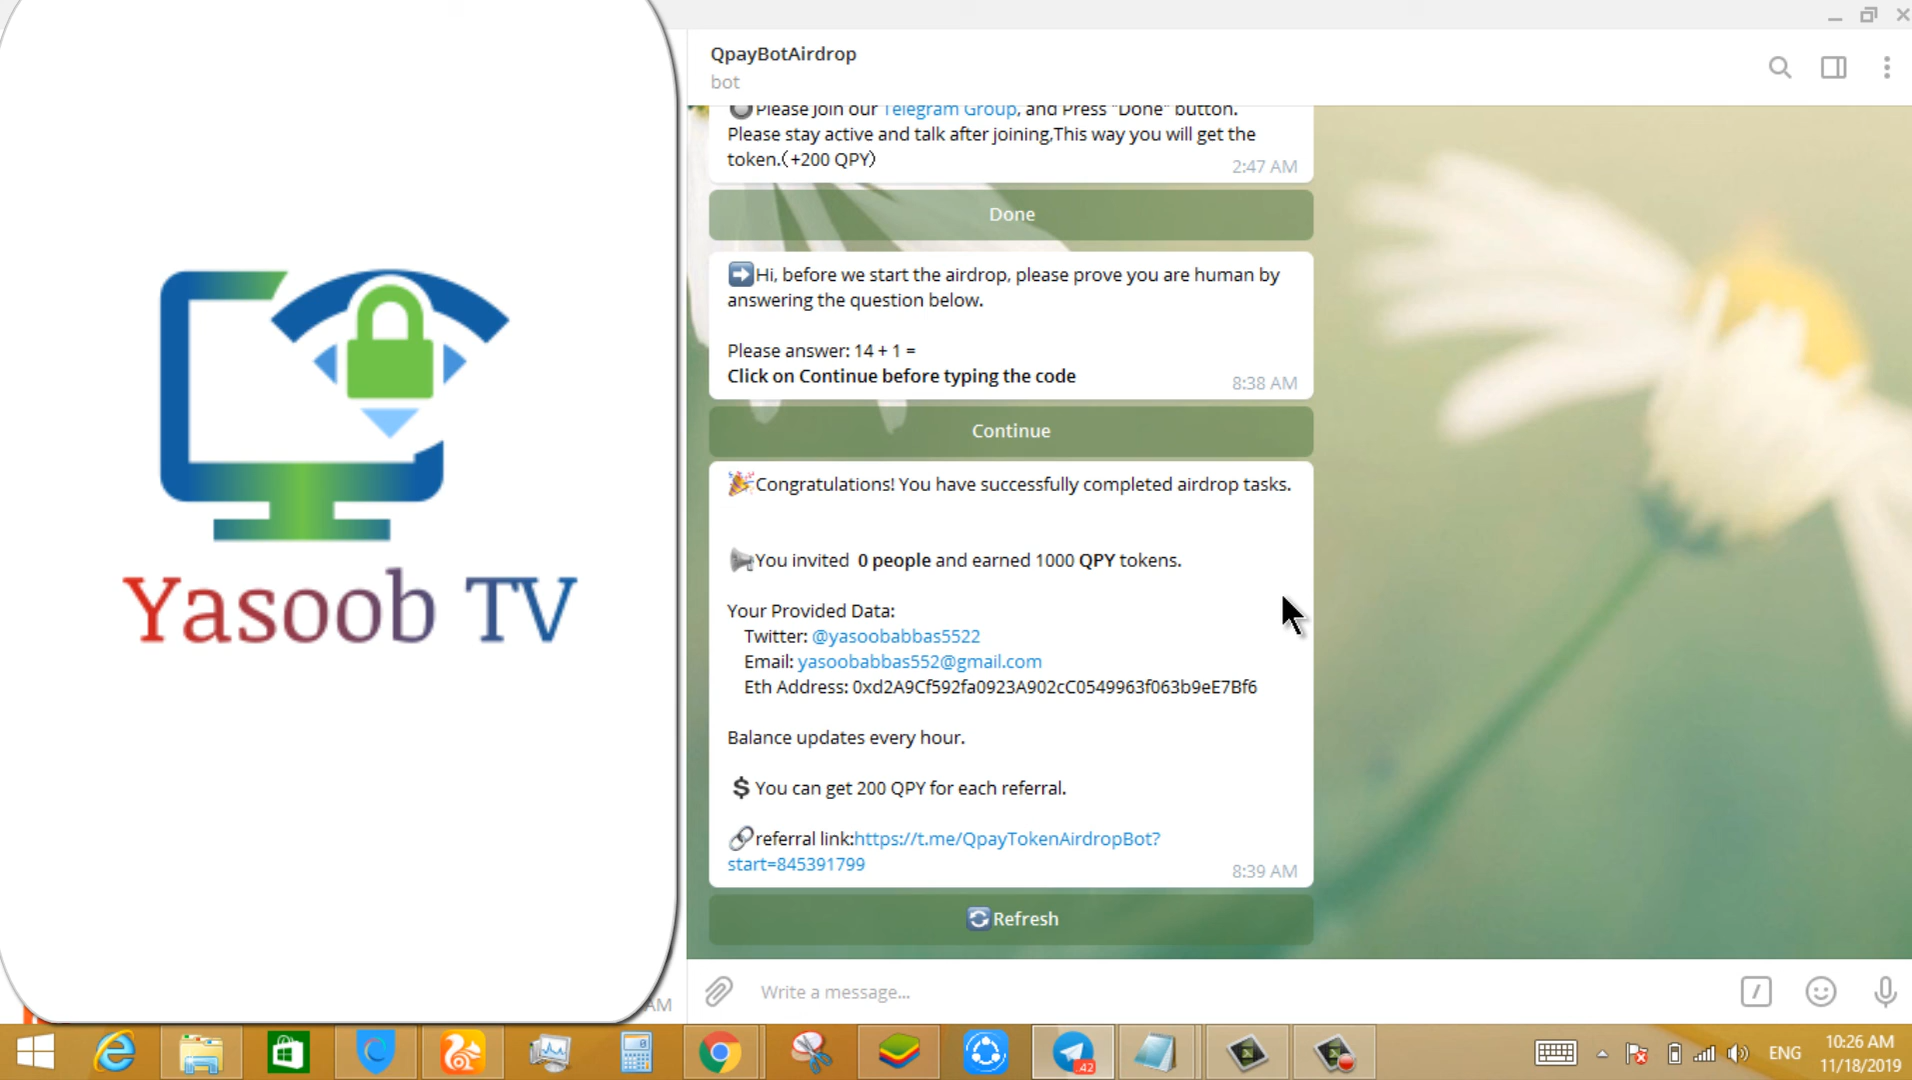 Yasoob TV
AM
QpayBotAirdrop
bot
Please Join our Telegram Group, and Press "Done" button.
Please stay active and talk after joining,This way you will get the
token.(+200 QPY)
2:47 AM
Done
Hi, before we start the airdrop, please prove you are human by
answering the question below.
Please answer: 14 + 1 =
Click on Continue before typing the code
8:38 AM
Continue
Congratulations! You have successfully completed airdrop tasks.
You invited 0 people and earned 1000 QPY tokens.
Your Provided Data:
Twitter: @yasoobabbas5522
Email: yasoobabbas552@gmail.com
Eth Address: 0xd2A9Cf592fa0923A902cC0549963f063b9eE7Bf6
Balance updates every hour.
$ You can get 200 QPY for each referral.
referral link:https://t.me/QpayTokenAirdropBot?
start=845391799
8:39 AM
Refresh
Write a message...
.42
ENG
10:26 AM
11/18/2019